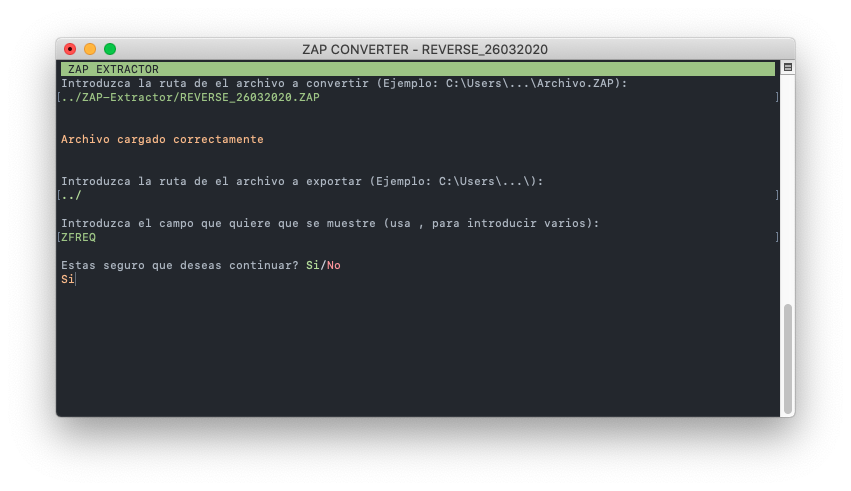 ZAP CONVERTER - REVERSE_26032020
ZAP EXTRACTOR
Introduzca la ruta de el archivo a convertir (Ejemplo: C:\Users\...\Archivo.ZAP):
[../ZAP-Extractor/REVERSE_26032020.ZAP ]
Archivo cargado correctamente
Introduzca la ruta de el archivo a exportar (Ejemplo: C:\Users\...\):
[../ ]
Introduzca el campo que quiere que se muestre (usa , para introducir varios):
[ZFREQ ]
Estas seguro que deseas continuar? Si/No
Si